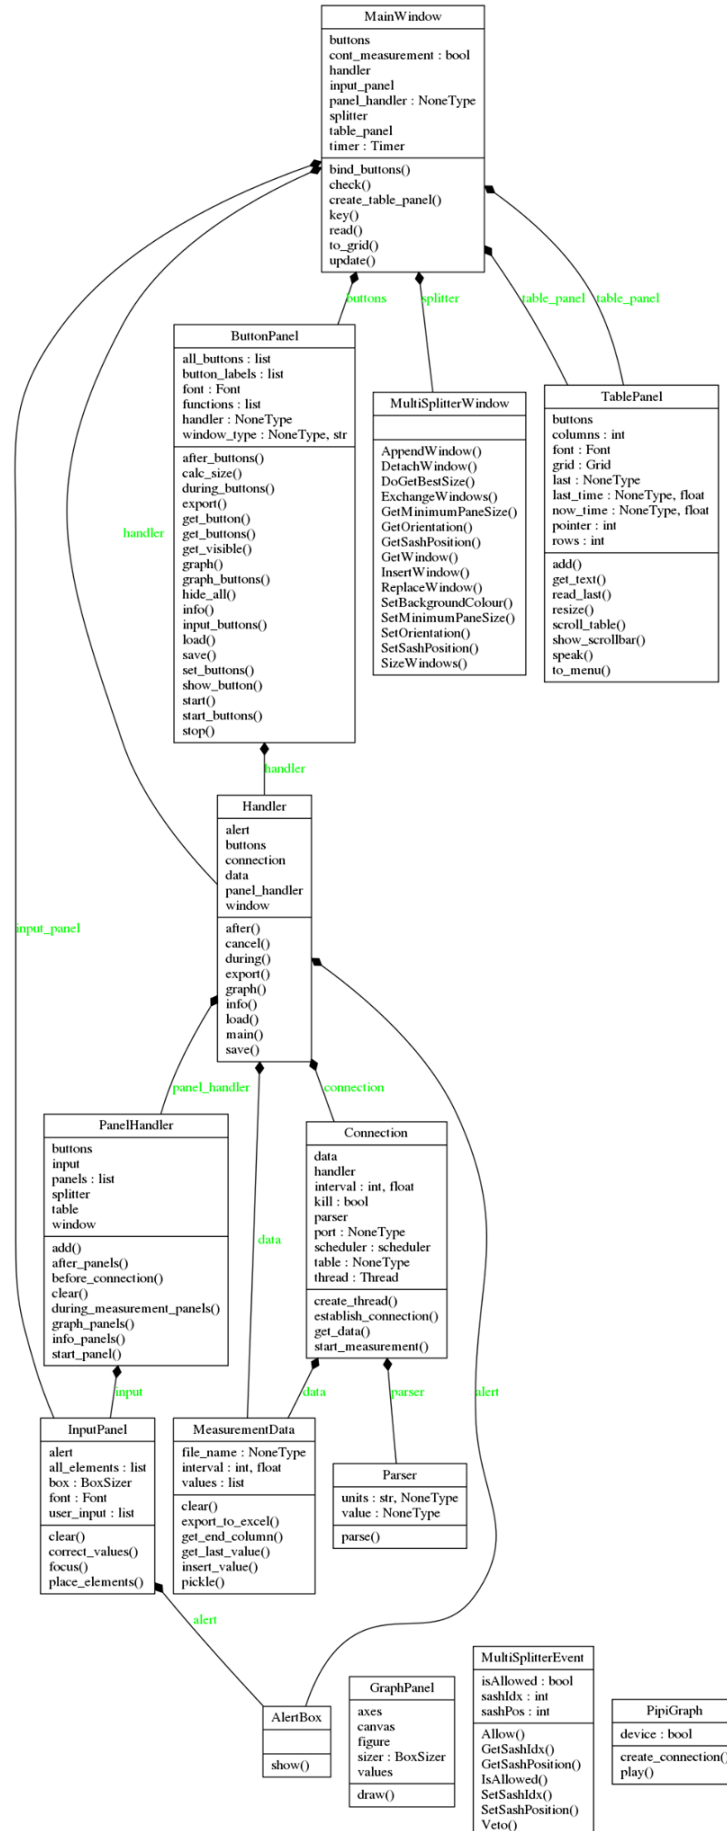 MainWindow
buttons
cont_measurement : bool
handler
input_panel
panel_handler : NoneType
splitter
table_panel
timer : Timer
bind_buttons()
check()
create_table_panel()
key()
read()
to_grid()
update()
buttons
splitter
table_panel
table_panel
ButtonPanel
all_buttons : list
button_labels : list
font : Font
functions : list
handler : NoneType
window_type : NoneType, str
after_buttons()
calc_size()
during_buttons()
export()
get_button()
get_buttons()
get_visible()
graph()
graph_buttons()
hide_all()
info()
input_buttons()
load()
save()
set_buttons()
show_button()
start()
start_buttons()
stop()
MultiSplitterWindow
AppendWindow()
DetachWindow()
DoGetBestSize()
ExchangeWindows()
GetMinimumPaneSize()
GetOrientation()
GetSashPosition()
GetWindow()
InsertWindow()
ReplaceWindow()
SetBackgroundColour()
SetMinimumPaneSize()
SetOrientation()
SetSashPosition()
SizeWindows()
TablePanel
buttons
columns : int
font : Font
grid : Grid
last : NoneType
last_time : NoneType, float
now_time : NoneType, float
pointer : int
rows : int
add()
get_text()
read_last()
resize()
scroll_table()
show_scrollbar()
speak()
to_menu()
handler
handler
Handler
alert
buttons
connection
data
panel_handler
window
after()
cancel()
during()
export()
graph()
info()
load()
main()
save()
input_panel
panel_handler
connection
PanelHandler
buttons
input
panels : list
splitter
table
window
add()
after_panels()
before_connection()
clear()
during_measurement_panels()
graph_panels()
info_panels()
start_panel()
data
Connection
data
handler
interval : int, float
kill : bool
parser
port : NoneType
scheduler : scheduler
table : NoneType
thread : Thread
create_thread()
establish_connection()
get_data()
start_measurement()
input
data
parser
alert
InputPanel
alert
all_elements : list
box : BoxSizer
font : Font
user_input : list
clear()
correct_values()
focus()
place_elements()
MeasurementData
file_name : NoneType
interval : int, float
values : list
clear()
export_to_excel()
get_end_column()
get_last_value()
insert_value()
pickle()
Parser
units : str, NoneType
value : NoneType
parse()
alert
AlertBox
show()
GraphPanel
axes
canvas
figure
sizer : BoxSizer
values
draw()
MultiSplitterEvent
isAllowed : bool
sashIdx : int
sashPos : int
Allow()
GetSashIdx()
GetSashPosition()
IsAllowed()
SetSashIdx()
SetSashPosition()
Veto()
PipiGraph
device : bool
create_connection()
play()